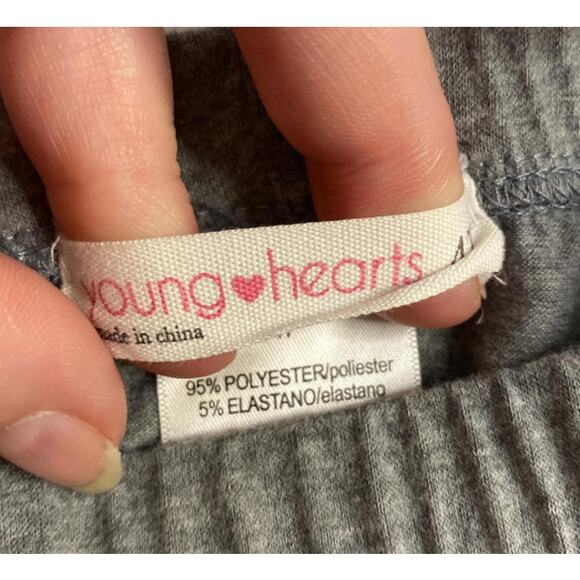 young♥hearts
made in china
95% POLYESTER/poliester
5% ELASTANO/elastano